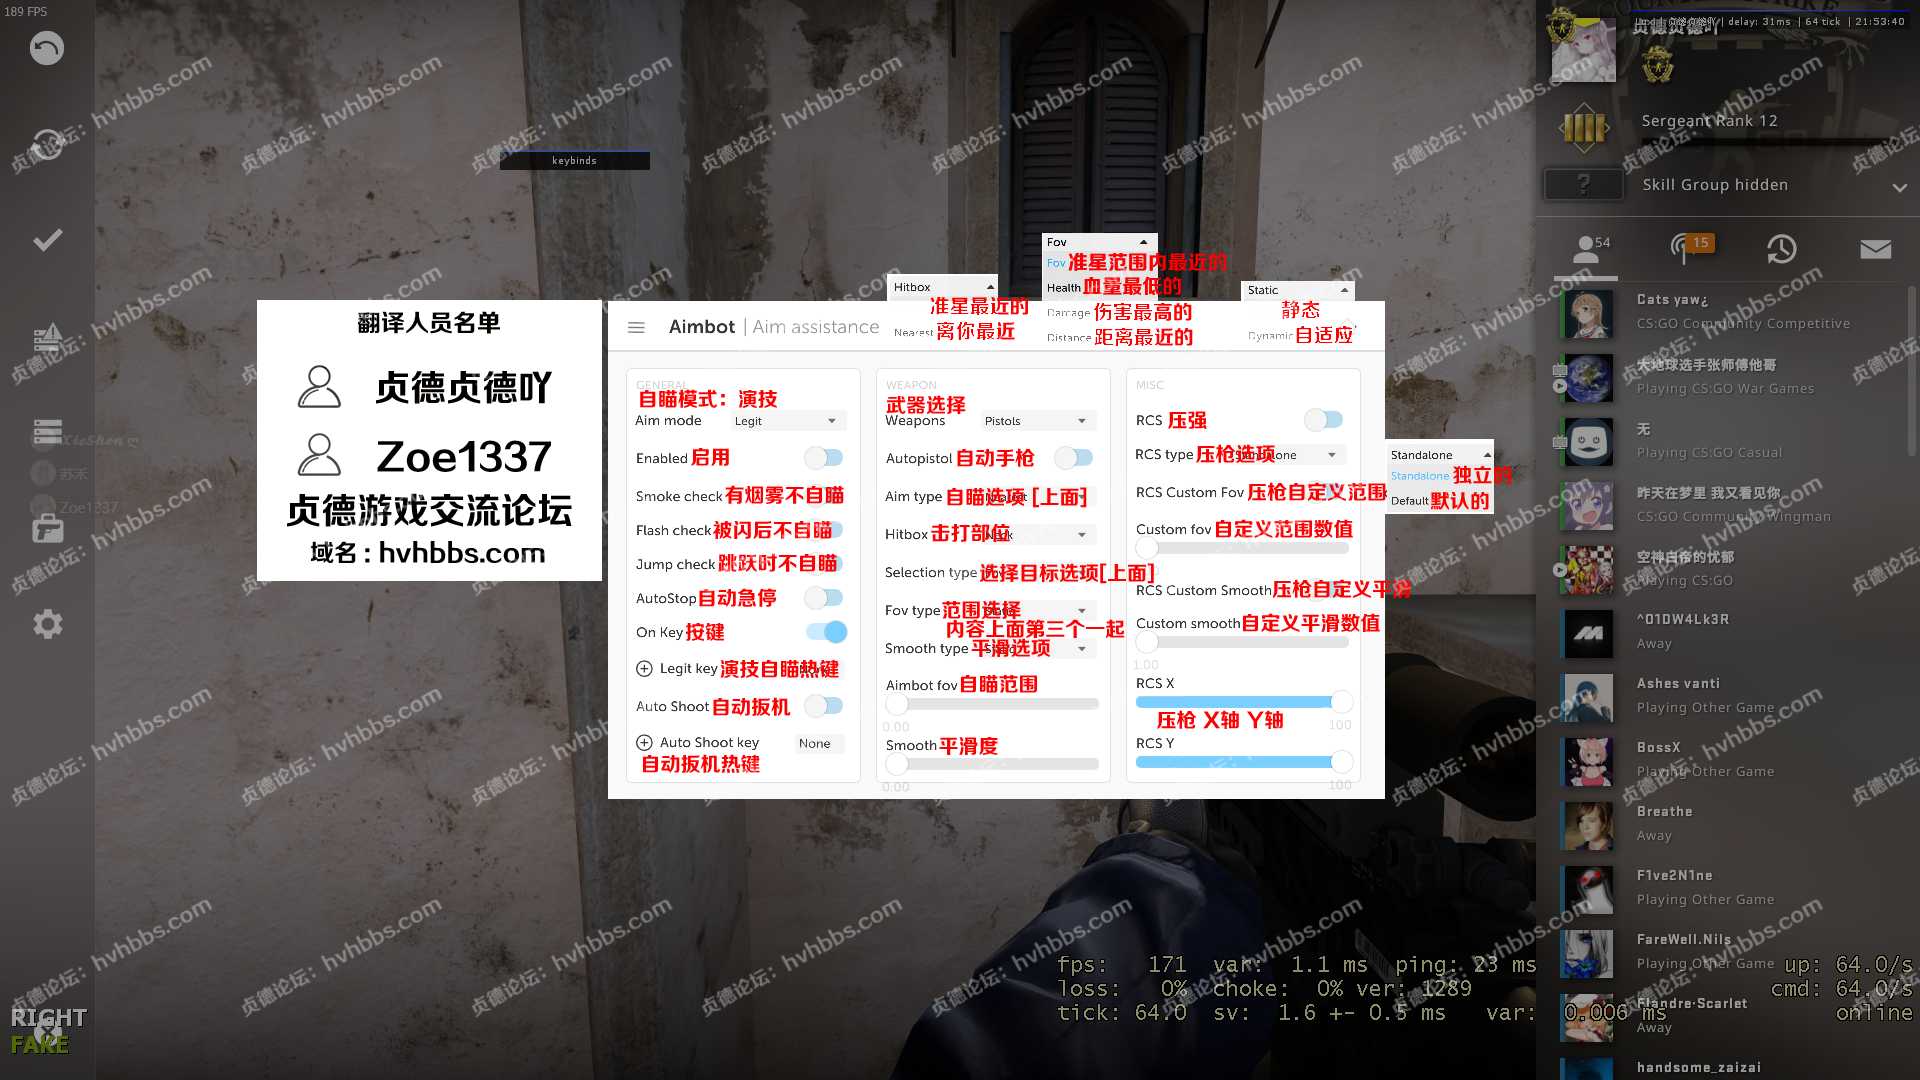 189 FPS
keybinds
delay: 31ms | 64 tick | 21:53:40
贞德贞德吖
Sergeant Rank 12
?
Skill Group hidden
54
15
翻译人员名单
贞德贞德吖
Zoe1337
贞德游戏交流论坛
域名：hvhbbs.com
XieShen
苏禾
Zoe1337
Hitbox
准星最近的
Nearest 离你最近
Fov
Fov 准星范围内最近的
Health 血量最低的
Damage 伤害最高的
Distance 距离最近的
Static
静态
Dynamic 自适应
Aimbot | Aim assistance
GENERAL
自瞄模式：演技
Aim mode Legit
Enabled 启用
Smoke check 有烟雾不自瞄
Flash check 被闪后不自瞄
Jump check 跳跃时不自瞄
AutoStop 自动急停
On Key 按键
Legit key 演技自瞄热键
Auto Shoot 自动扳机
Auto Shoot key None
自动扳机热键
WEAPON
武器选择
Weapons Pistols
Autopistol 自动手枪
Aim type 自瞄选项 [上面]
Hitbox 击打部位
Selection type 选择目标选项[上面]
Fov type 范围选择
内容上面第三个一起
Smooth type 平滑选项
Aimbot fov 自瞄范围
0.00
Smooth 平滑度
0.00
MISC
RCS 压强
RCS type 压枪选项
RCS Custom Fov 压枪自定义范围
Custom fov 自定义范围数值
RCS Custom Smooth 压枪自定义平滑
Custom smooth 自定义平滑数值
1.00
RCS X
100
压枪 X轴 Y轴
RCS Y
100
Standalone
Standalone 独立的
Default 默认的
Cats yaw¿
CS:GO Community Competitive
大地球选手张师傅他哥
Playing CS:GO War Games
无
Playing CS:GO Casual
昨天在梦里 我又看见你
CS:GO Community Wingman
空神白帝的忧郁
Playing CS:GO
^01DW4Lk3R
Away
Ashes vanti
Playing Other Game
BossX
Playing Other Game
Breathe
Away
F1ve2N1ne
Playing Other Game
FareWell.Nils
Playing Other Game
Flandre·Scarlet
Away
handsome_zaizai
fps: 171 var: 1.1 ms ping: 23 ms
loss: 0% choke: 0% ver: 1289
tick: 64.0 sv: 1.6 +- 0.5 ms var: 0.006 ms
up: 64.0/s
cmd: 64.0/s
online
RIGHT
FAKE
贞德论坛：hvhbbs.com